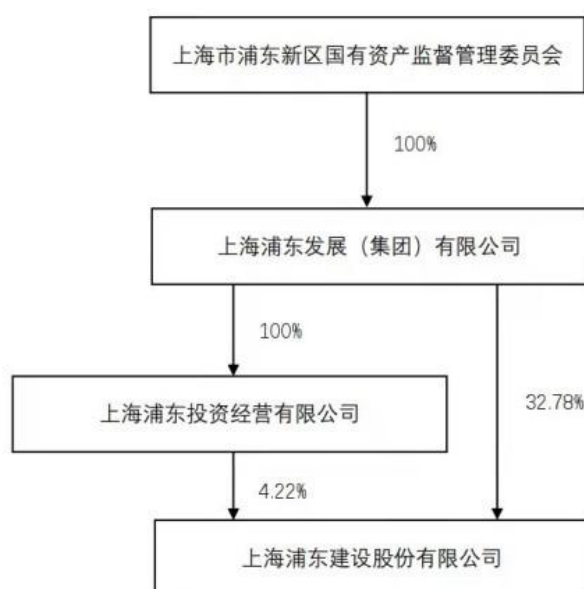 上海市浦东新区国有资产监督管理委员会
100%
上海浦东发展（集团）有限公司
100%
上海浦东投资经营有限公司
32.78%
4.22%
上海浦东建设股份有限公司